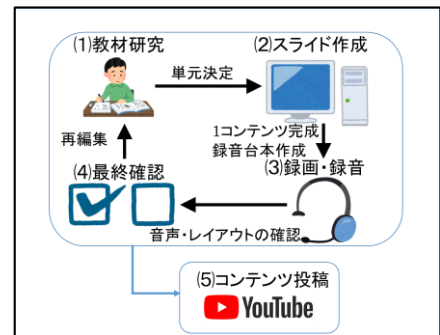 (1)教材研究
(2)スライド作成
単元決定
1コンテンツ完成
録音台本作成
再編集
(4)最終確認
(3)録画・録音
音声・レイアウトの確認
(5)コンテンツ投稿
YouTube